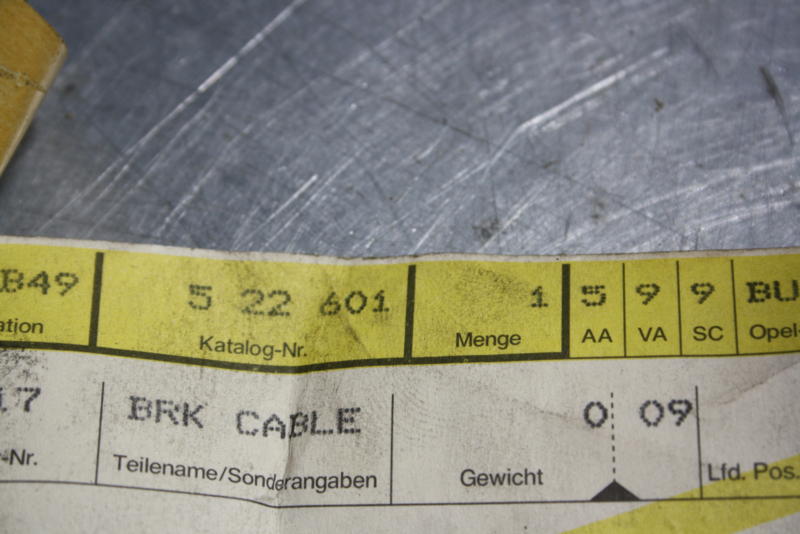 B49 5 22 601 1 5 9 9 BU
ation Katalog-Nr. Menge AA VA SC Opel-
17 BRK CABLE 0 09
-Nr. Teilename/Sonderangaben Gewicht Lfd. Pos.